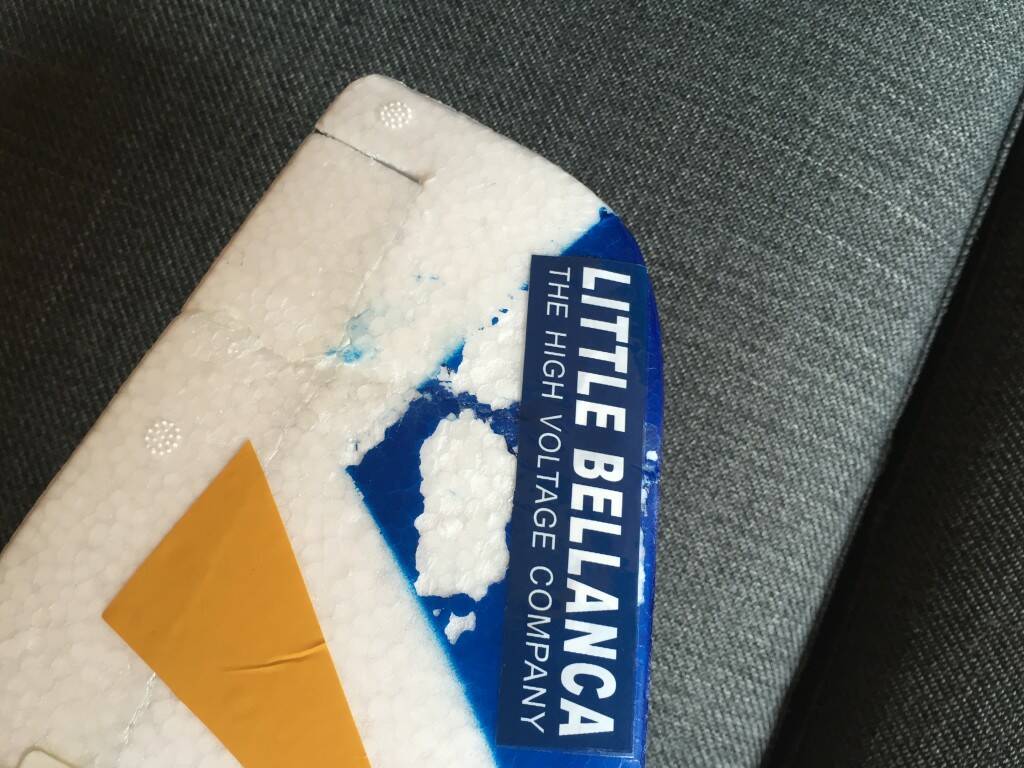 LITTLE BELLANCA
THE HIGH VOLTAGE COMPANY